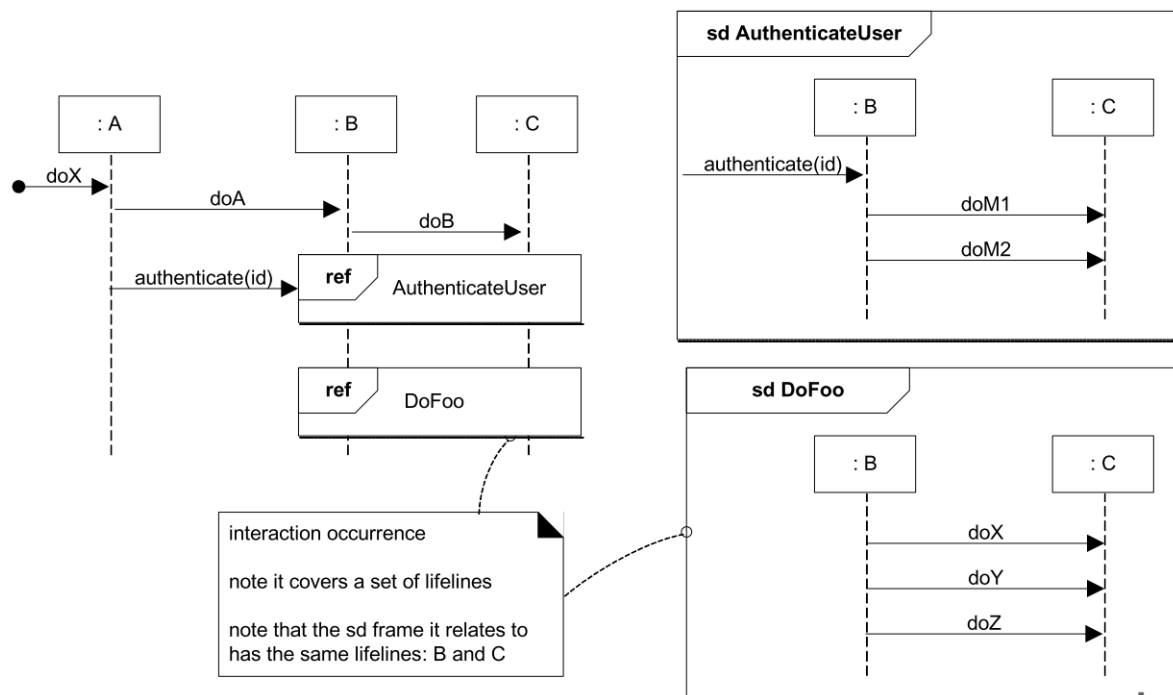 : A
: B
: C
doX
doA
doB
authenticate(id)
ref
AuthenticateUser
ref
DoFoo
interaction occurrence
note it covers a set of lifelines
note that the sd frame it relates to
has the same lifelines: B and C
sd AuthenticateUser
: B
: C
authenticate(id)
doM1
doM2
sd DoFoo
: B
: C
doX
doY
doZ